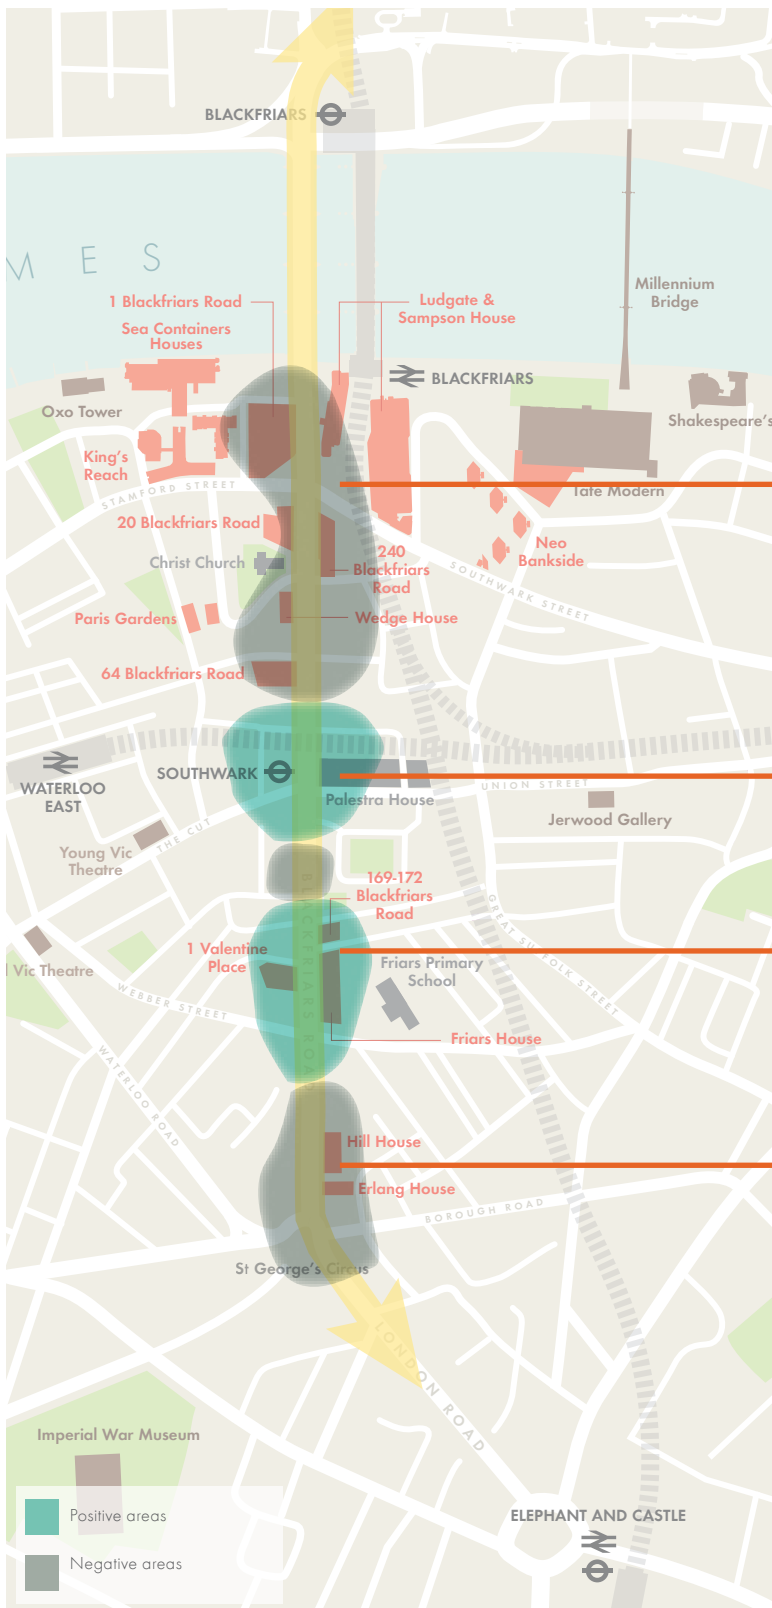 BLACKFRIARS
M E S
Millennium
Bridge
1 Blackfriars Road
Ludgate &
Sampson House
Sea Containers
Houses
BLACKFRIARS
Oxo Tower
Shakespeare's
King's
Reach
STAMFORD STREET
Tate Modern
20 Blackfriars Road
Neo
Bankside
240
Blackfriars
Road
Christ Church
SOUTHWARK STREET
Paris Gardens
Wedge House
64 Blackfriars Road
SOUTHWARK
WATERLOO
EAST
UNION STREET
Palestra House
Jerwood Gallery
THE CUT
Young Vic
Theatre
169-172
Blackfriars
Road
BLACKFRIARS ROAD
GREAT SUFFOLK STREET
1 Valentine
Place
l Vic Theatre
Friars Primary
School
WEBBER STREET
Friars House
WATERLOO ROAD
Hill House
Erlang House
BOROUGH ROAD
St George's Circus
LONDON ROAD
Imperial War Museum
Positive areas
Negative areas
ELEPHANT AND CASTLE